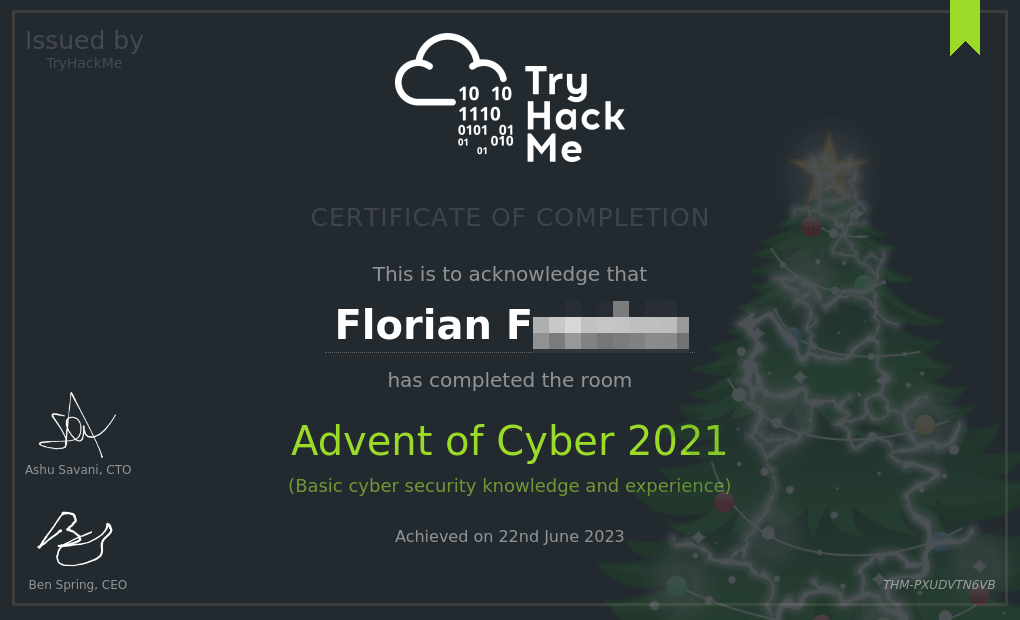 Issued by
TryHackMe
10 10
1110
0101 01
01 010
01
Try
Hack
Me
CERTIFICATE OF COMPLETION
This is to acknowledge that
Florian F
has completed the room
Advent of Cyber 2021
(Basic cyber security knowledge and experience)
Achieved on 22nd June 2023
Ashu Savani, CTO
Ben Spring, CEO
THM-PXUDVTN6VB